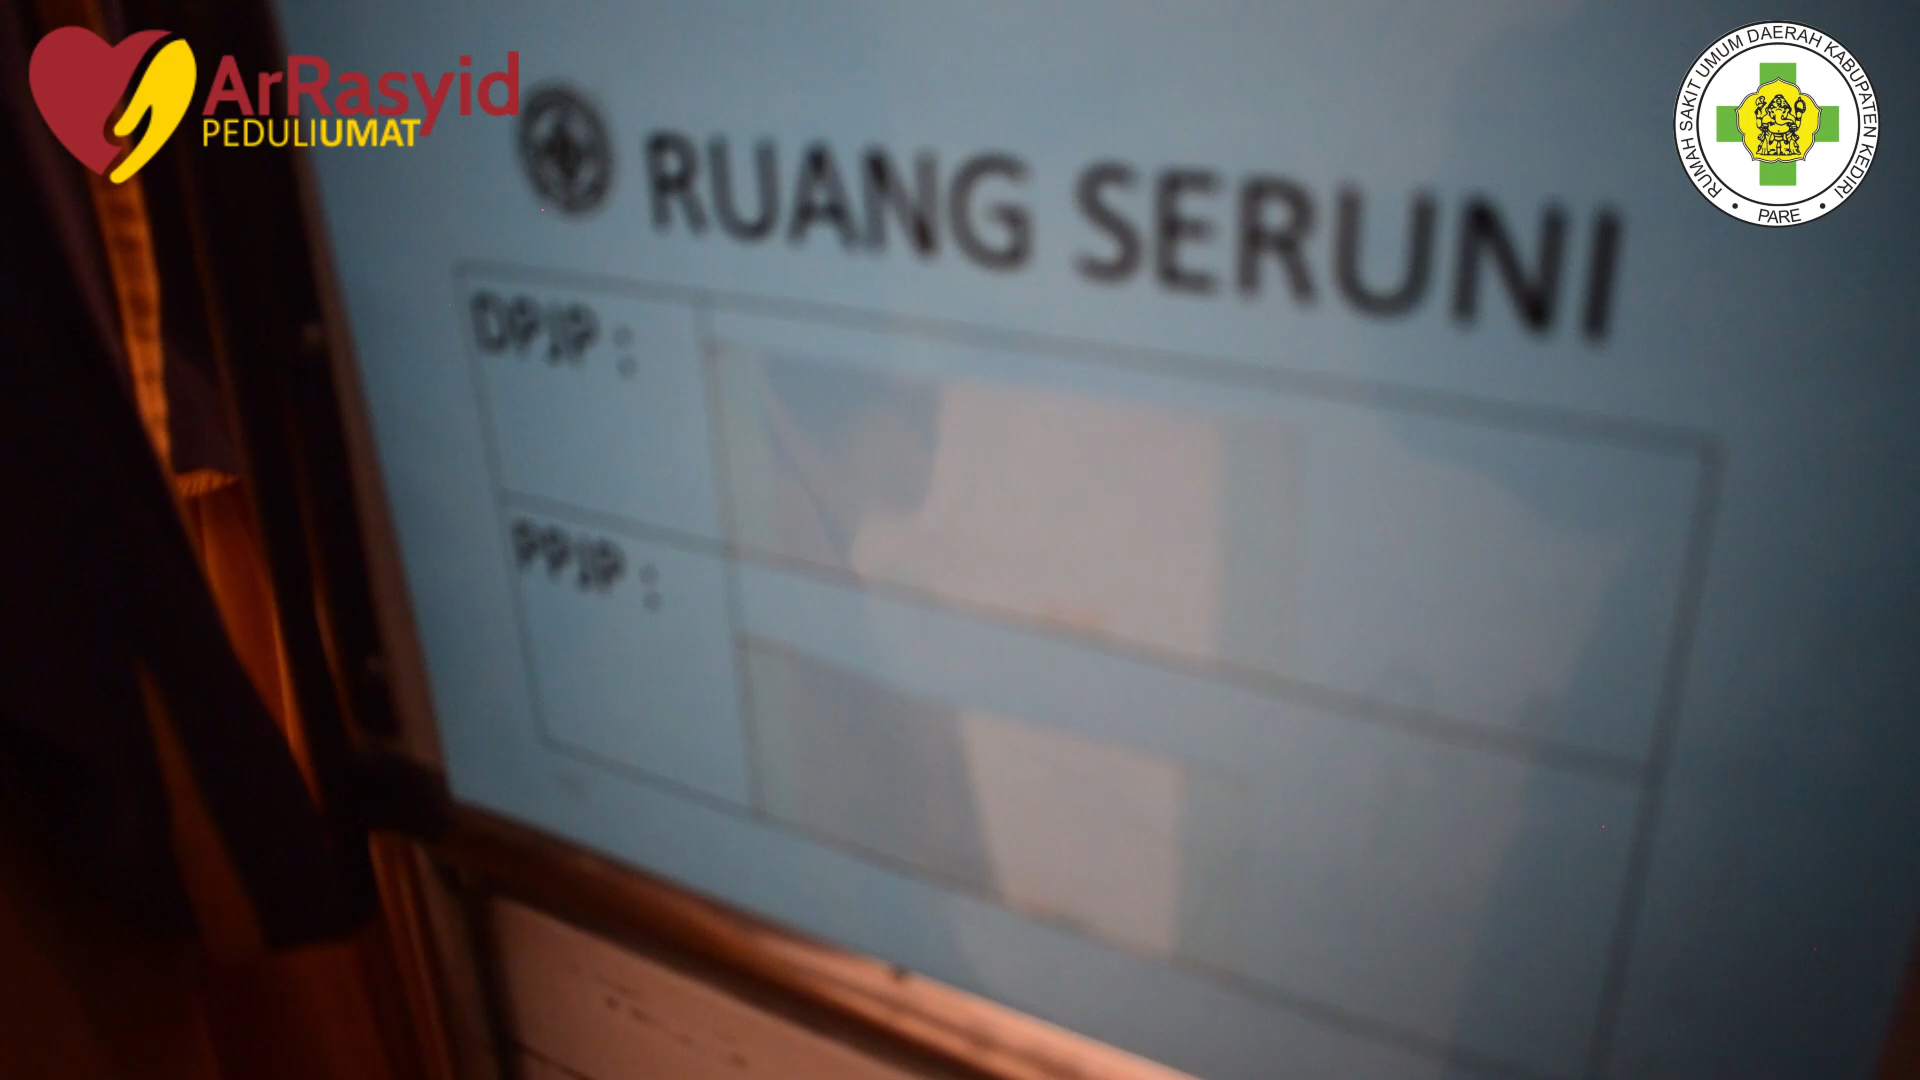 ArRasyid
PEDULIUMAT
RUMAH SAKIT UMUM DAERAH KABUPATEN KEDIRI
• PARE •
RUANG SERUNI
DPJP :
PPJP :